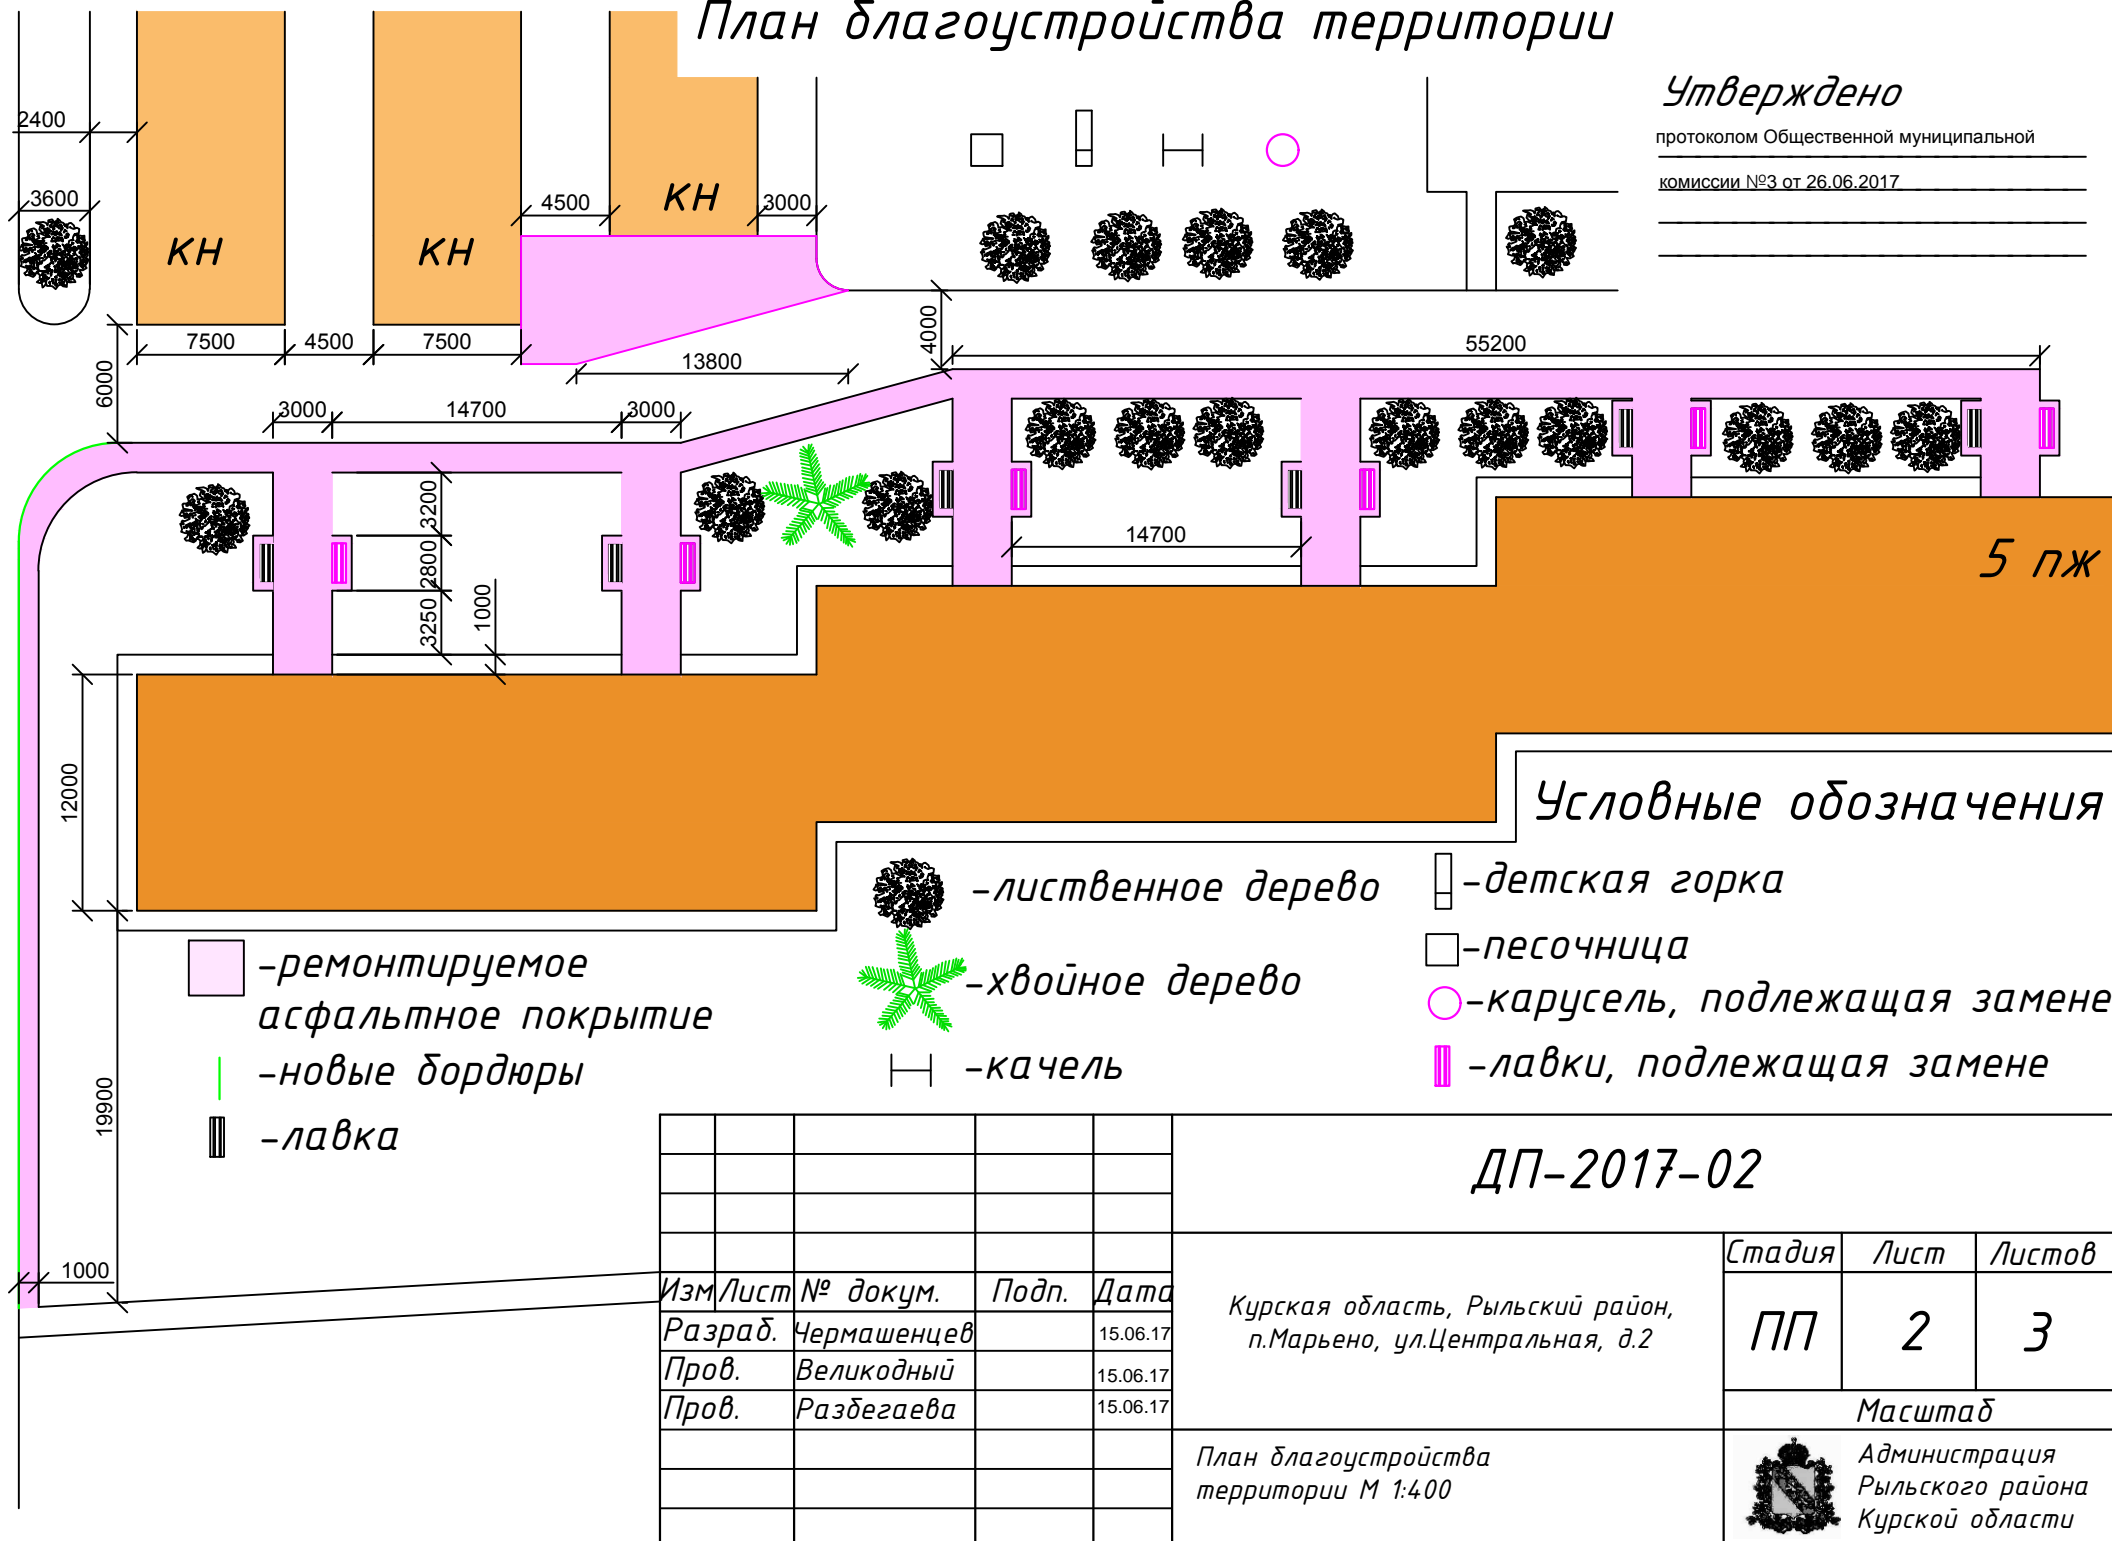 План благоустройства территории
Утверждено
протоколом Общественной муниципальной
комиссии №3 от 26.06.2017
2400
3600
4500
3000
кн
кн
кн
7500
4500
7500
6000
13800
4000
55200
3000
14700
3000
3200
2800
3250
1000
14700
5 пж
12000
19900
1000
Условные обозначения
-ремонтируемое
асфальтное покрытие
-новые бордюры
-лавка
-лиственное дерево
-хвойное дерево
-качель
-детская горка
-песочница
-карусель, подлежащая замене
-лавки, подлежащая замене
ДП-2017-02
Изм Лист № докум. Подп. Дата
Разраб. Чермашенцев 15.06.17
Пров. Великодный 15.06.17
Пров. Разбегаева 15.06.17
Курская область, Рыльский район,
п.Марьено, ул.Центральная, д.2
Стадия Лист Листов
ПП 2 3
Масштаб
План благоустройства
территории М 1:400
Администрация
Рыльского района
Курской области